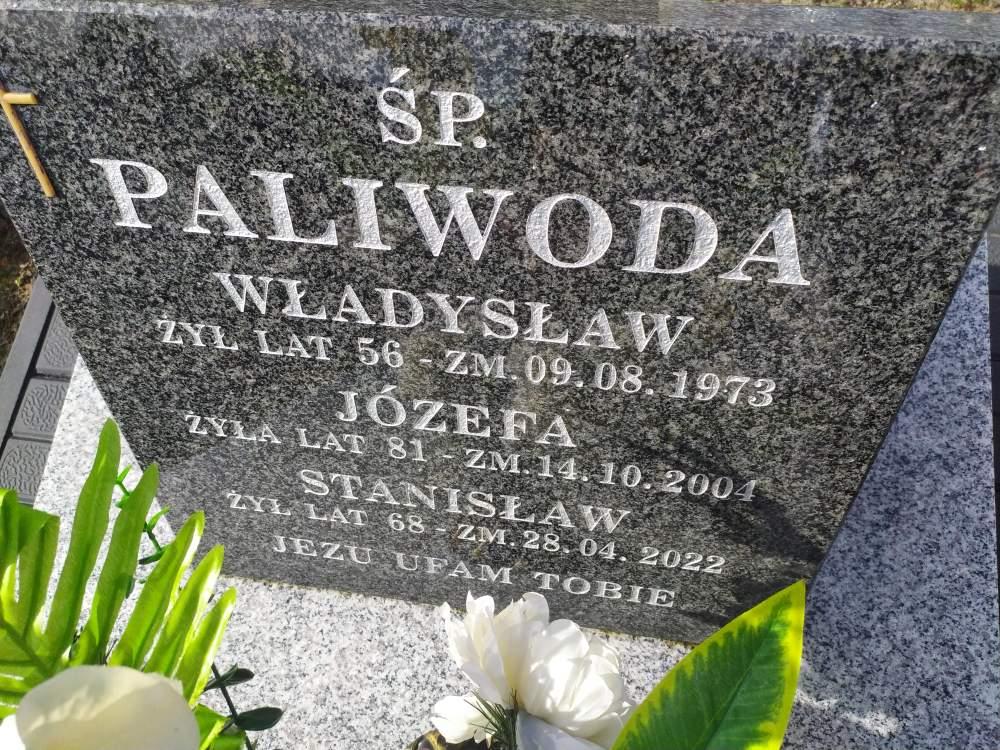 ŚP.
PALIWODA
WŁADYSŁAW
ŻYŁ LAT 56 - ZM. 09. 08. 1973
JÓZEFA
ŻYŁA LAT 81 - ZM. 14. 10. 2004
STANISŁAW
ŻYŁ LAT 68 - ZM. 28. 04. 2022
JEZU UFAM TOBIE